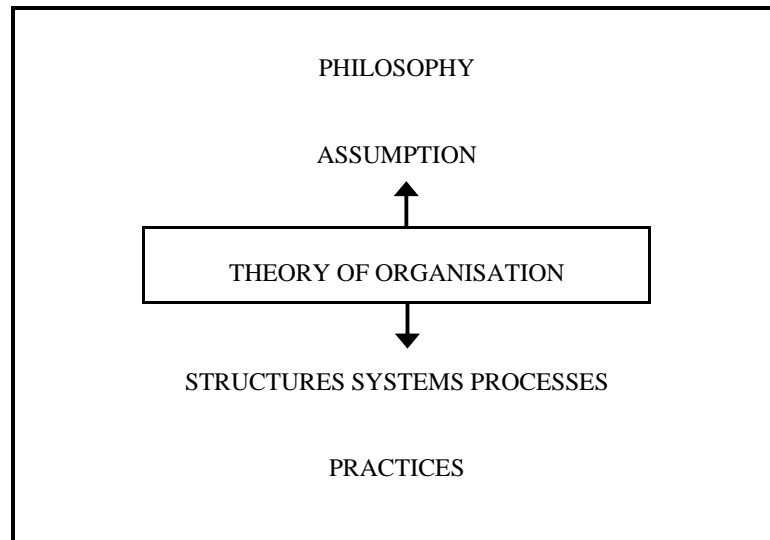 PHILOSOPHY
ASSUMPTION
THEORY OF ORGANISATION
STRUCTURES SYSTEMS PROCESSES
PRACTICES